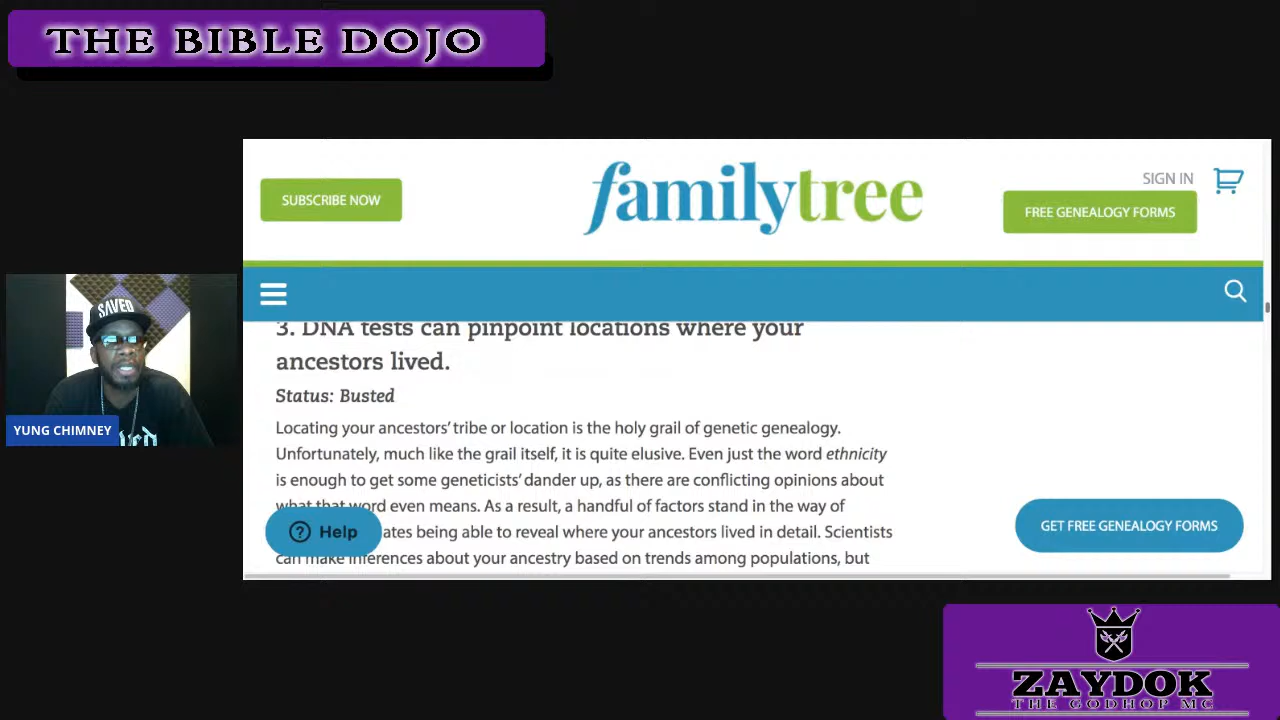 THE BIBLE DOJO
SUBSCRIBE NOW
familytree
SIGN IN
FREE GENEALOGY FORMS
3. DNA tests can pinpoint locations where your
ancestors lived.
Status: Busted
Locating your ancestors' tribe or location is the holy grail of genetic genealogy.
Unfortunately, much like the grail itself, it is quite elusive. Even just the word ethnicity
is enough to get some geneticists' dander up, as there are conflicting opinions about
what that word even means. As a result, a handful of factors stand in the way of
ates being able to reveal where your ancestors lived in detail. Scientists
can make inferences about your ancestry based on trends among populations, but
Help
GET FREE GENEALOGY FORMS
SAVED
YUNG CHIMNEY
ZAYDOK
THE GODHOP MC